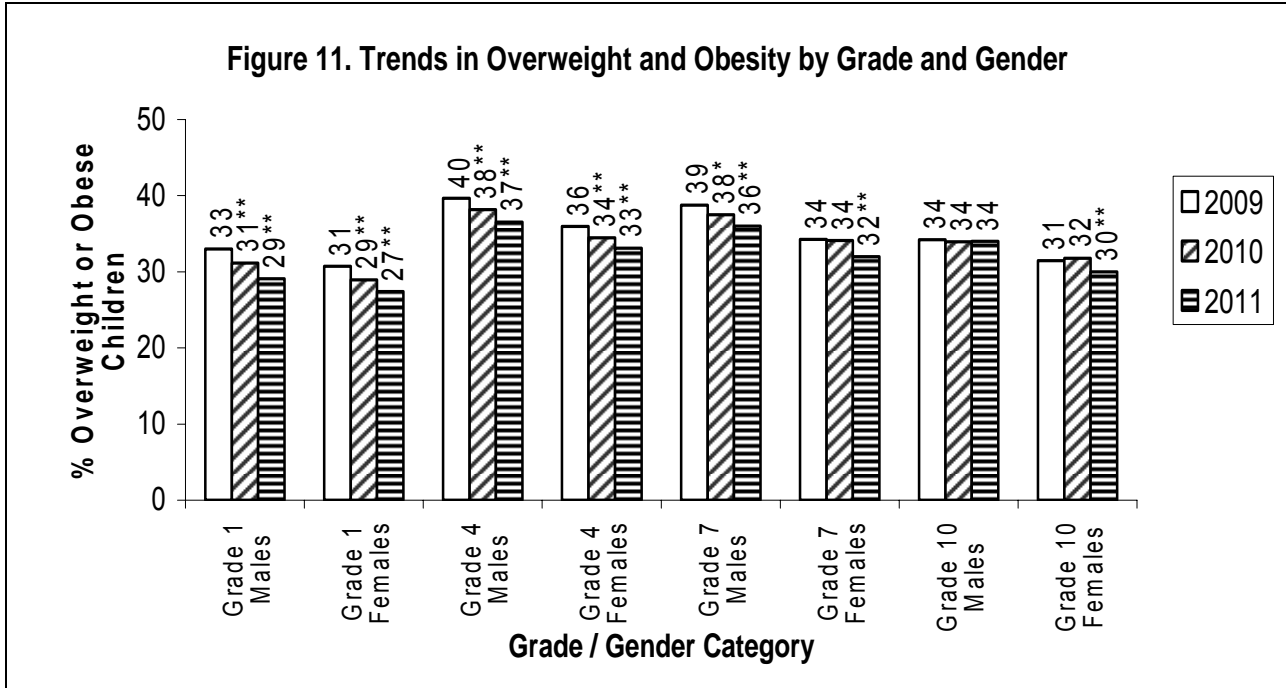 Figure 11. Trends in Overweight and Obesity by Grade and Gender
% Overweight or Obese
Children
50
40
30
20
10
0
33
31**
29**
31
29**
27**
40
38**
37**
36
34**
33**
39
38*
36**
34
34
32**
34
34
34
31
32
30**
2009
2010
2011
Grade 1
Males
Grade 1
Females
Grade 4
Males
Grade 4
Females
Grade 7
Males
Grade 7
Females
Grade 10
Males
Grade 10
Females
Grade / Gender Category